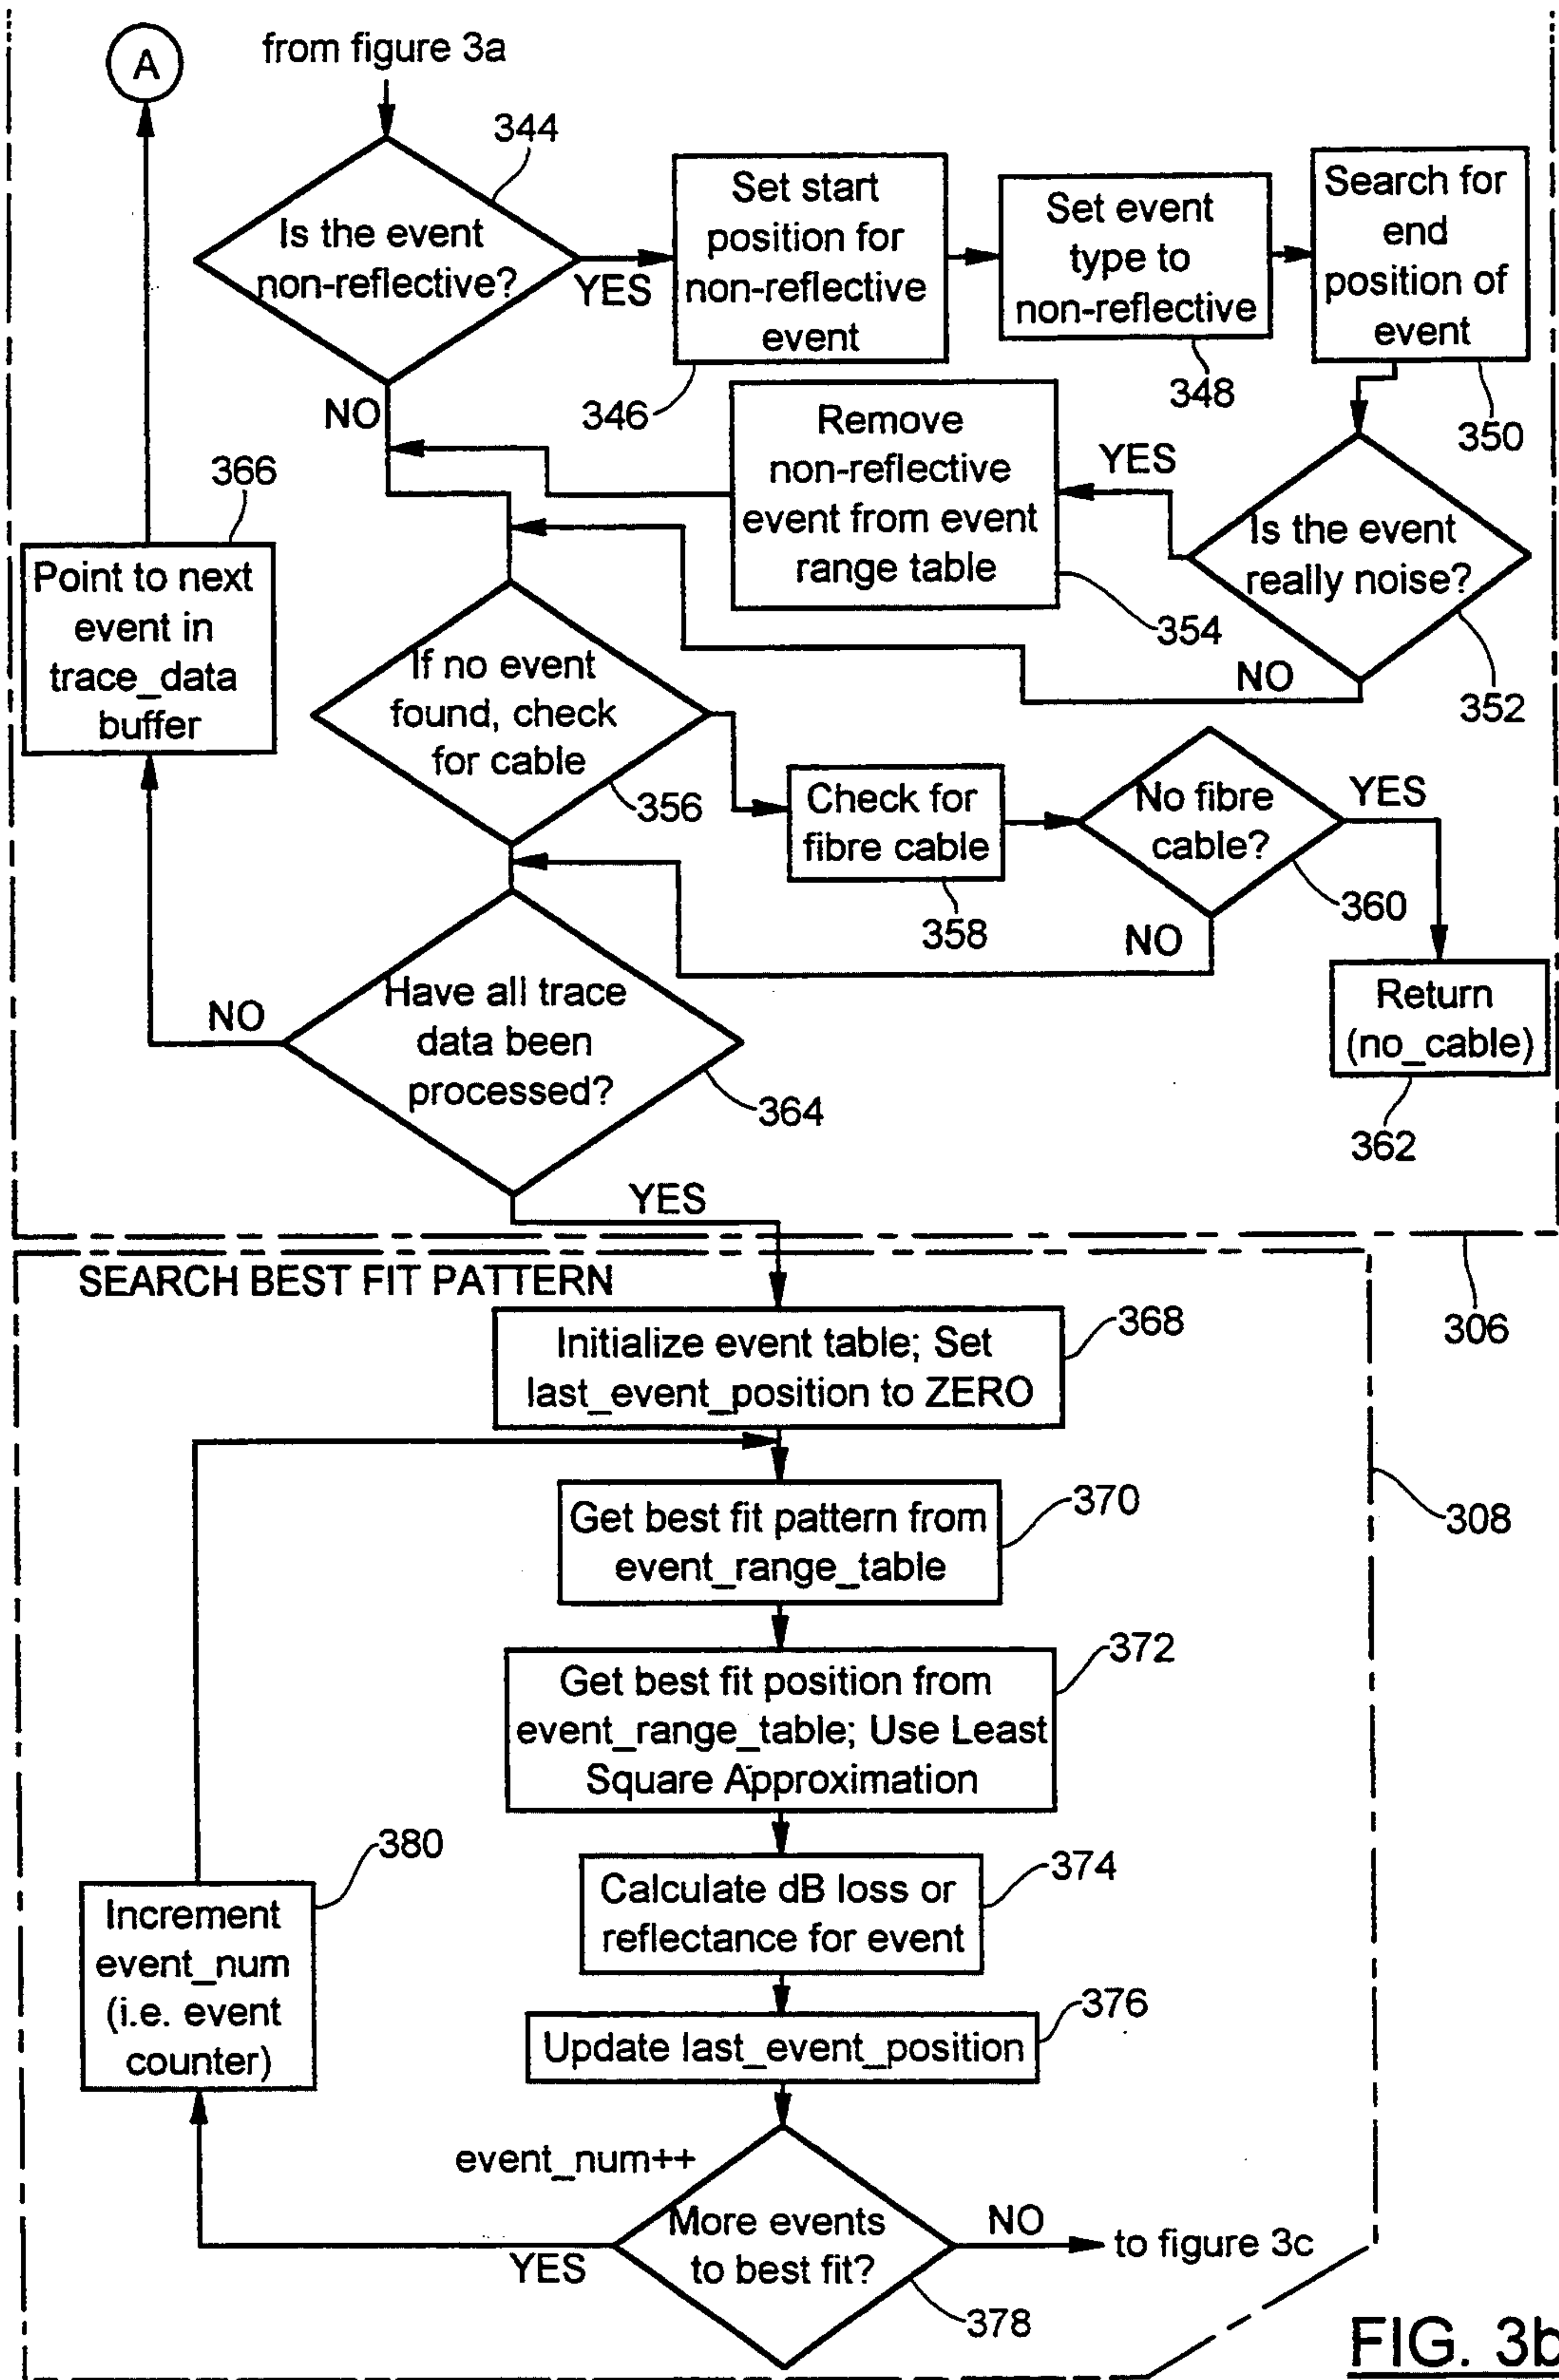 A
from figure 3a
344
Is the event
non-reflective?
YES
NO
Set start
position for
non-reflective
event
346
Set event
type to
non-reflective
348
Search for
end
position of
event
350
Remove
non-reflective
event from event
range table
354
YES
Is the event
really noise?
352
NO
366
Point to next
event in
trace_data
buffer
If no event
found, check
for cable
356
Check for
fibre cable
358
No fibre
cable?
YES
360
NO
Return
(no_cable)
362
Have all trace
data been
processed?
NO
364
YES
306
SEARCH BEST FIT PATTERN
308
Initialize event table; Set
last_event_position to ZERO
368
Get best fit pattern from
event_range_table
370
Get best fit position from
event_range_table; Use Least
Square Approximation
372
Calculate dB loss or
reflectance for event
374
Update last_event_position
376
380
Increment
event_num
(i.e. event
counter)
event_num++
More events
to best fit?
YES
NO
to figure 3c
378
FIG. 3b